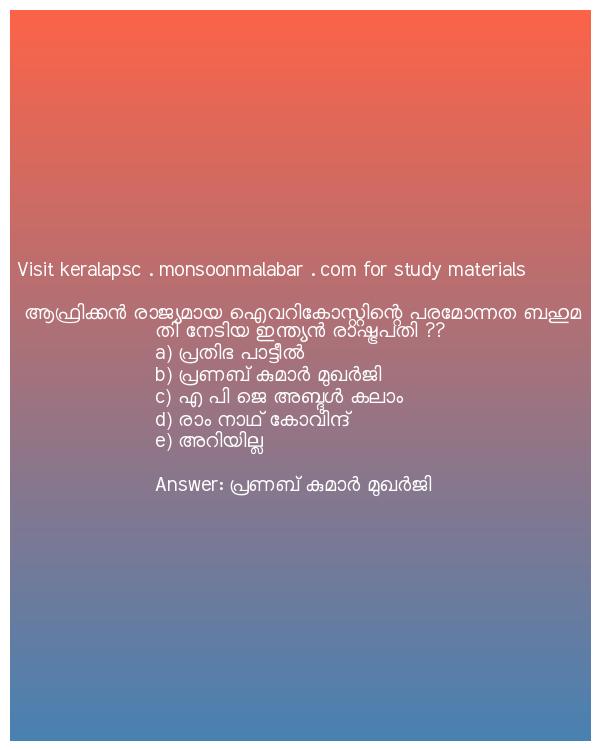 Visit keralapsc . monsoonmalabar . com for study materials
ആഫ്രിക്കൻ രാജ്യമായ ഐവറികോസ്റ്റിന്റെ പരമോന്നത ബഹുമ
തി നേടിയ ഇന്ത്യൻ രാഷ്ട്രപതി ??
a) പ്രതിഭ പാട്ടീൽ
b) പ്രണബ് കുമാർ മുഖർജി
c) എ പി ജെ അബ്ദുൾ കലാം
d) രാം നാഥ് കോവിന്ദ്
e) അറിയില്ല
Answer: പ്രണബ് കുമാർ മുഖർജി